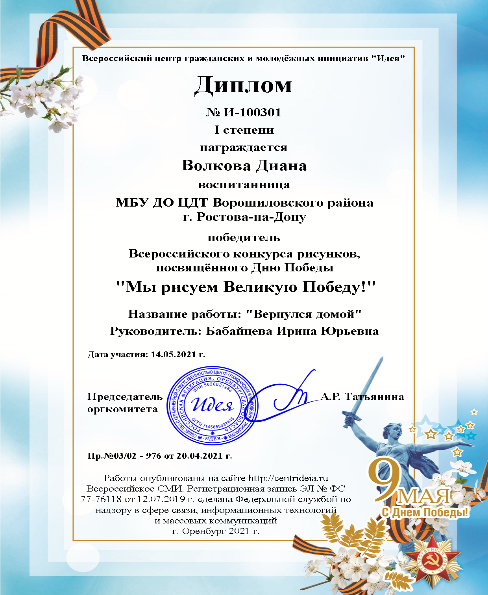 Всероссийский центр гражданских и молодёжных инициатив "Идея"
Диплом
№ И-100301
I степени
награждается
Волкова Диана
воспитанница
МБУ ДО ЦДТ Ворошиловского района
г. Ростова-на-Дону
победитель
Всероссийского конкурса рисунков,
посвящённого Дню Победы
"Мы рисуем Великую Победу!"
Название работы: "Вернулся домой"
Руководитель: Бабайцева Ирина Юрьевна
Дата участия: 14.05.2021 г.
Председатель
оргкомитета
Идея
А.Р. Татьянина
Пр.№03/02 - 976 от 20.04.2021 г.
9 МАЯ
С Днем Победы!
Работы опубликованы на сайте http://centrideia.ru
Всероссийское СМИ. Регистрационная запись ЭЛ № ФС
77-76118 от 12.07.2019 г. сделана Федеральной службой по
надзору в сфере связи, информационных технологий
и массовых коммуникаций
г. Оренбург 2021 г.